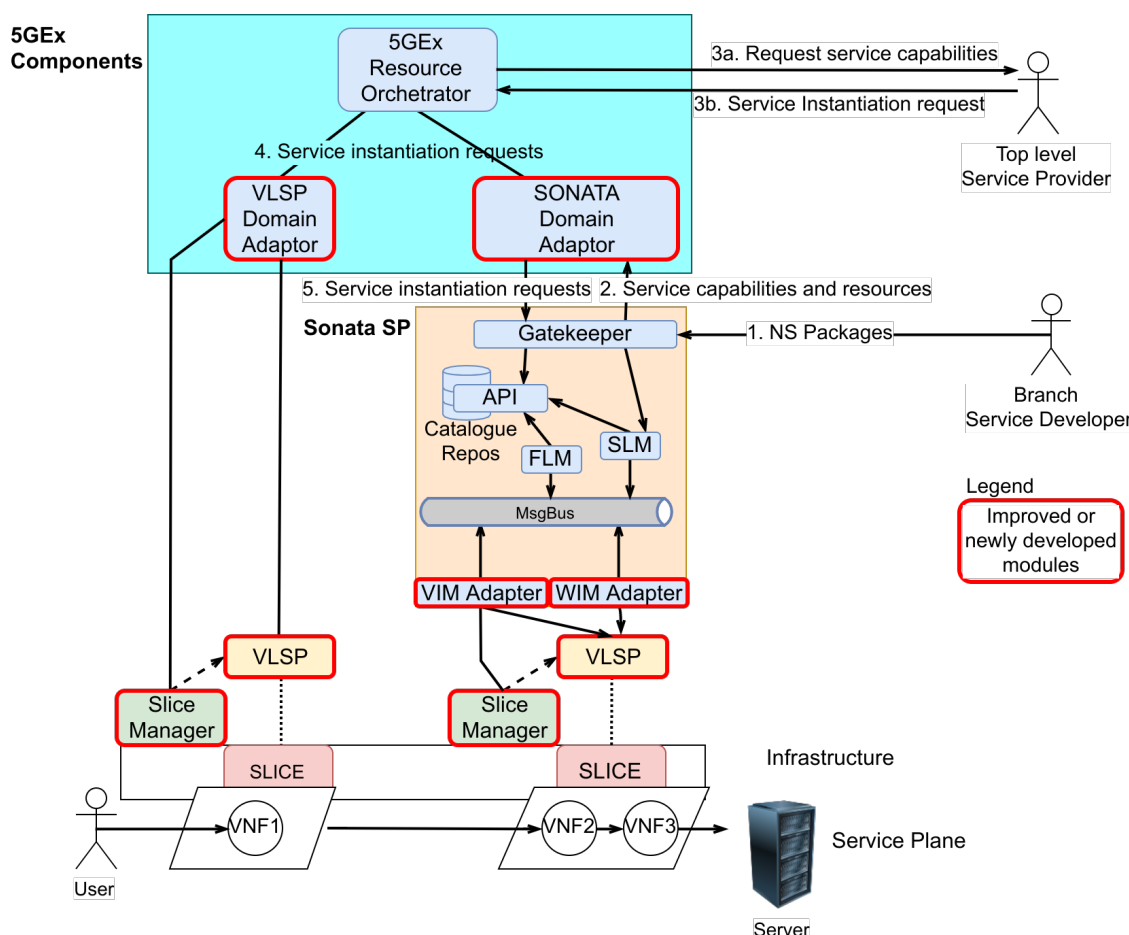 5GEx
Components
5GEx
Resource
Orchetrator
3a. Request service capabilities
3b. Service Instantiation request
Top level
Service Provider
4. Service instantiation requests
VLSP
Domain
Adaptor
SONATA
Domain
Adaptor
5. Service instantiation requests
2. Service capabilities and resources
Sonata SP
Gatekeeper
1. NS Packages
Branch
Service Developer
API
Catalogue
Repos
FLM
SLM
MsgBus
Legend
Improved or
newly developed
modules
VIM Adapter
WIM Adapter
VLSP
VLSP
Slice
Manager
Slice
Manager
SLICE
SLICE
Infrastructure
VNF1
VNF2
VNF3
Service Plane
User
Server